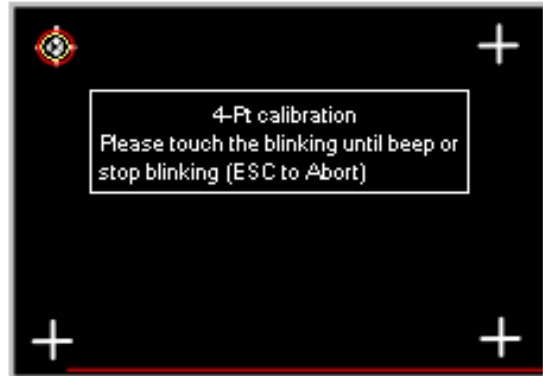 4-Pt calibration
Please touch the blinking until beep or
stop blinking (ESC to Abort)